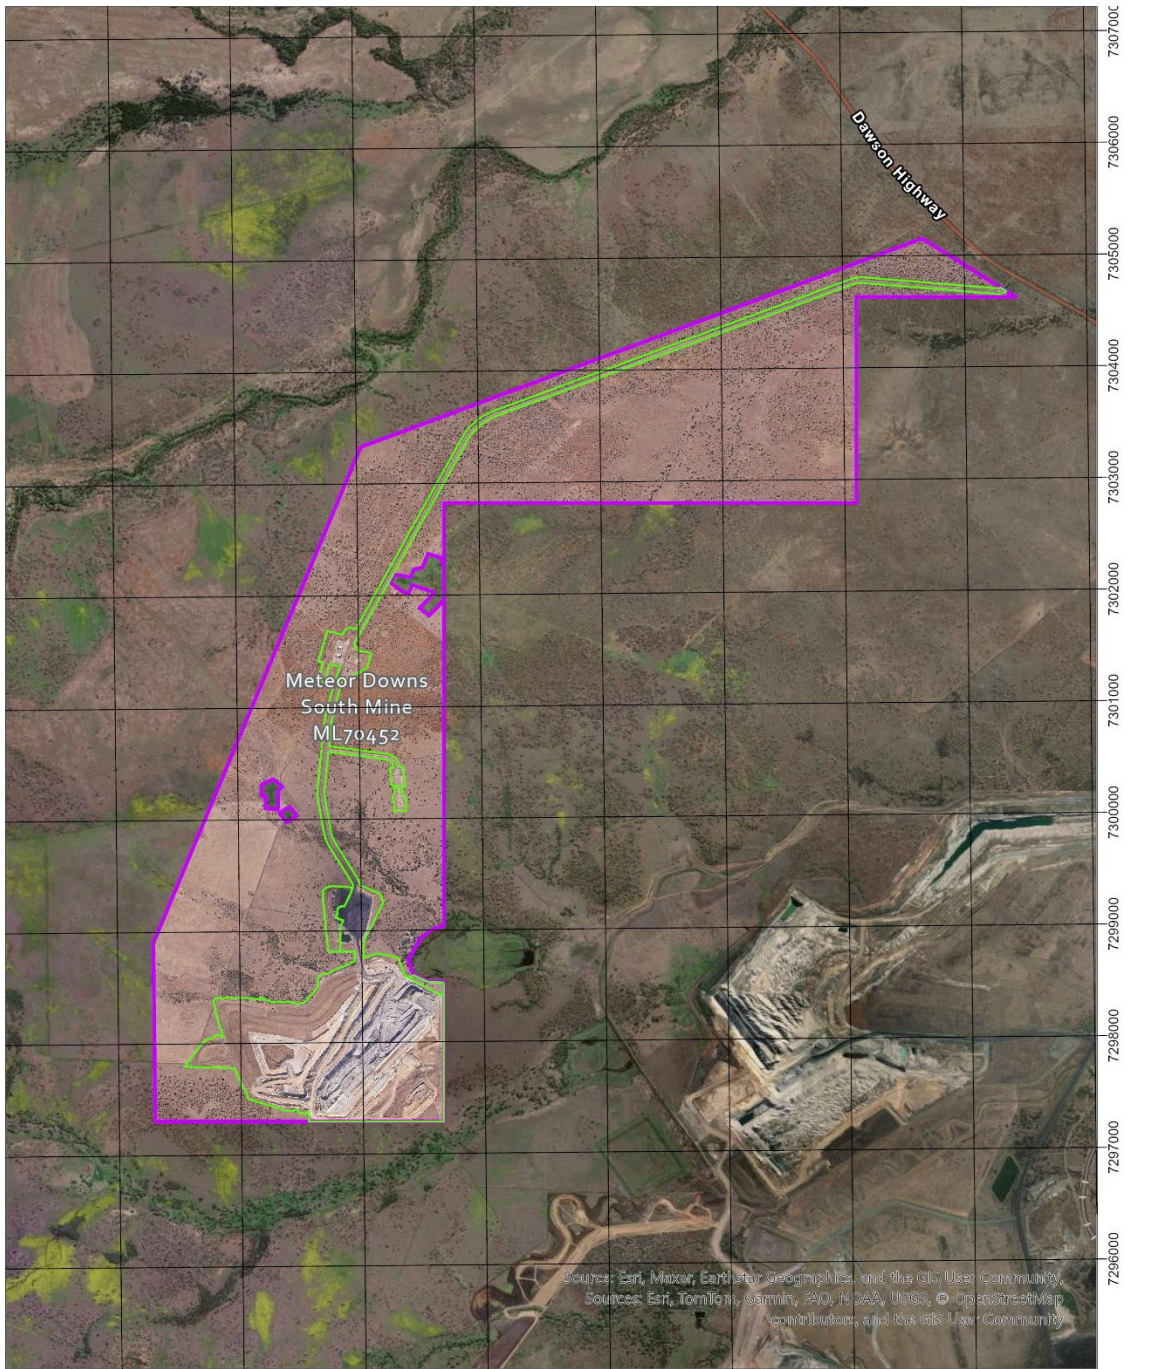 7307000
Dawson Highway
7306000
7305000
7304000
7303000
7302000
Meteor Downs
South Mine
ML70452
7301000
7300000
7299000
7298000
7297000
7296000
Source: Esri, Maxar, Earthstar Geographics, and the GIS User Community,
Sources: Esri, TomTom, Garmin, FAO, NOAA, USGS, © OpenStreetMap
contributors, and the GIS User Community